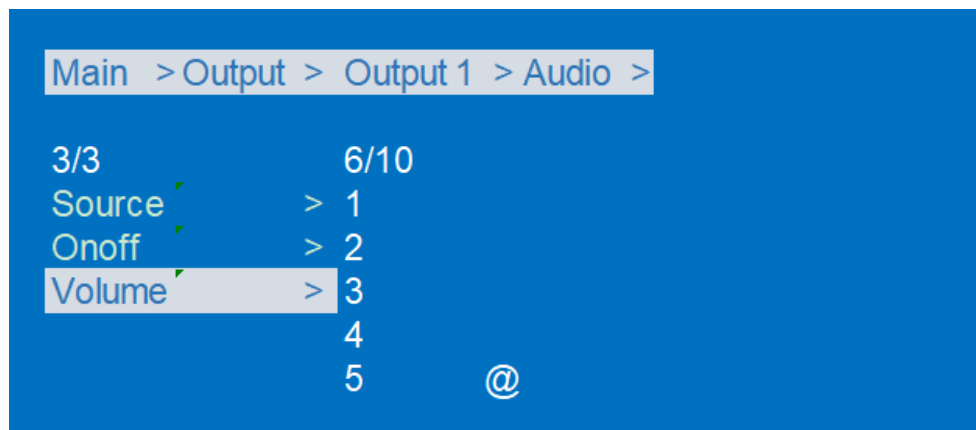 Main > Output > Output 1 > Audio >
3/3 6/10
Source > 1
Onoff > 2
Volume > 3
4
5 @